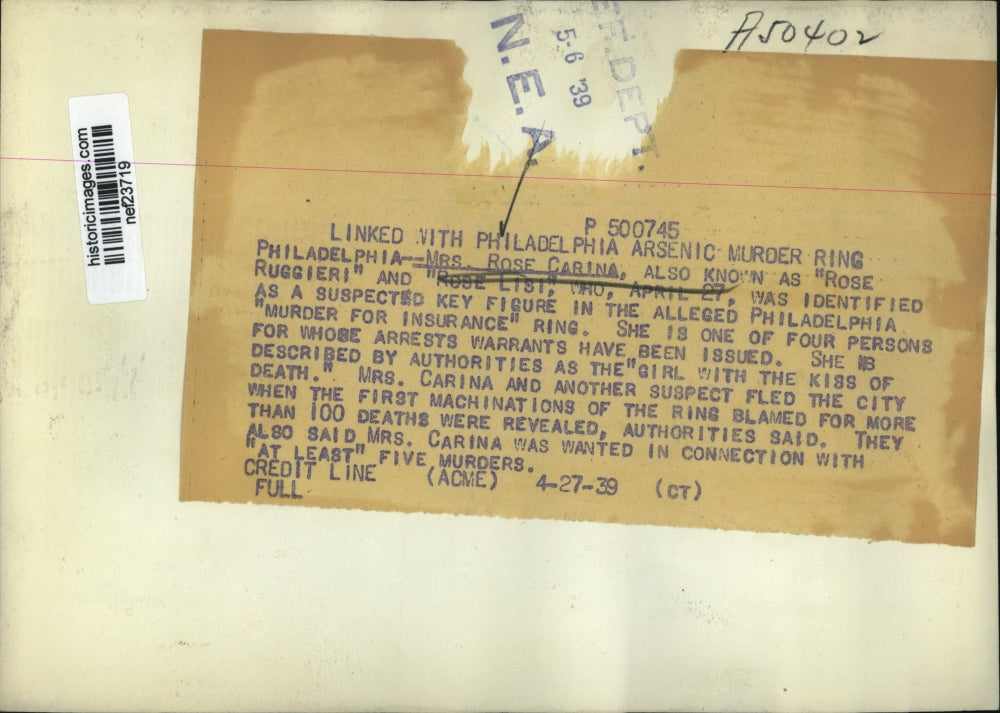 A50402
EF.DEPT.
5-6 '39
N.E.A.
historicimages.com
nef23719
P 500745
LINKED WITH PHILADELPHIA ARSENIC MURDER RING
PHILADELPHIA--MRS. ROSE CARINA, ALSO KNOWN AS "ROSE
RUGGIERI" AND "ROSE LISI" WHO, APRIL 27, WAS IDENTIFIED
AS A SUSPECTED KEY FIGURE IN THE ALLEGED PHILADELPHIA
"MURDER FOR INSURANCE" RING. SHE IS ONE OF FOUR PERSONS
FOR WHOSE ARRESTS WARRANTS HAVE BEEN ISSUED. SHE IS
DESCRIBED BY AUTHORITIES AS THE "GIRL WITH THE KISS OF
DEATH." MRS. CARINA AND ANOTHER SUSPECT FLED THE CITY
WHEN THE FIRST MACHINATIONS OF THE RING BLAMED FOR MORE
THAN 100 DEATHS WERE REVEALED, AUTHORITIES SAID. THEY
ALSO SAID MRS. CARINA WAS WANTED IN CONNECTION WITH
"AT LEAST" FIVE MURDERS.
CREDIT LINE (ACME) 4-27-39 (CT)
FULL